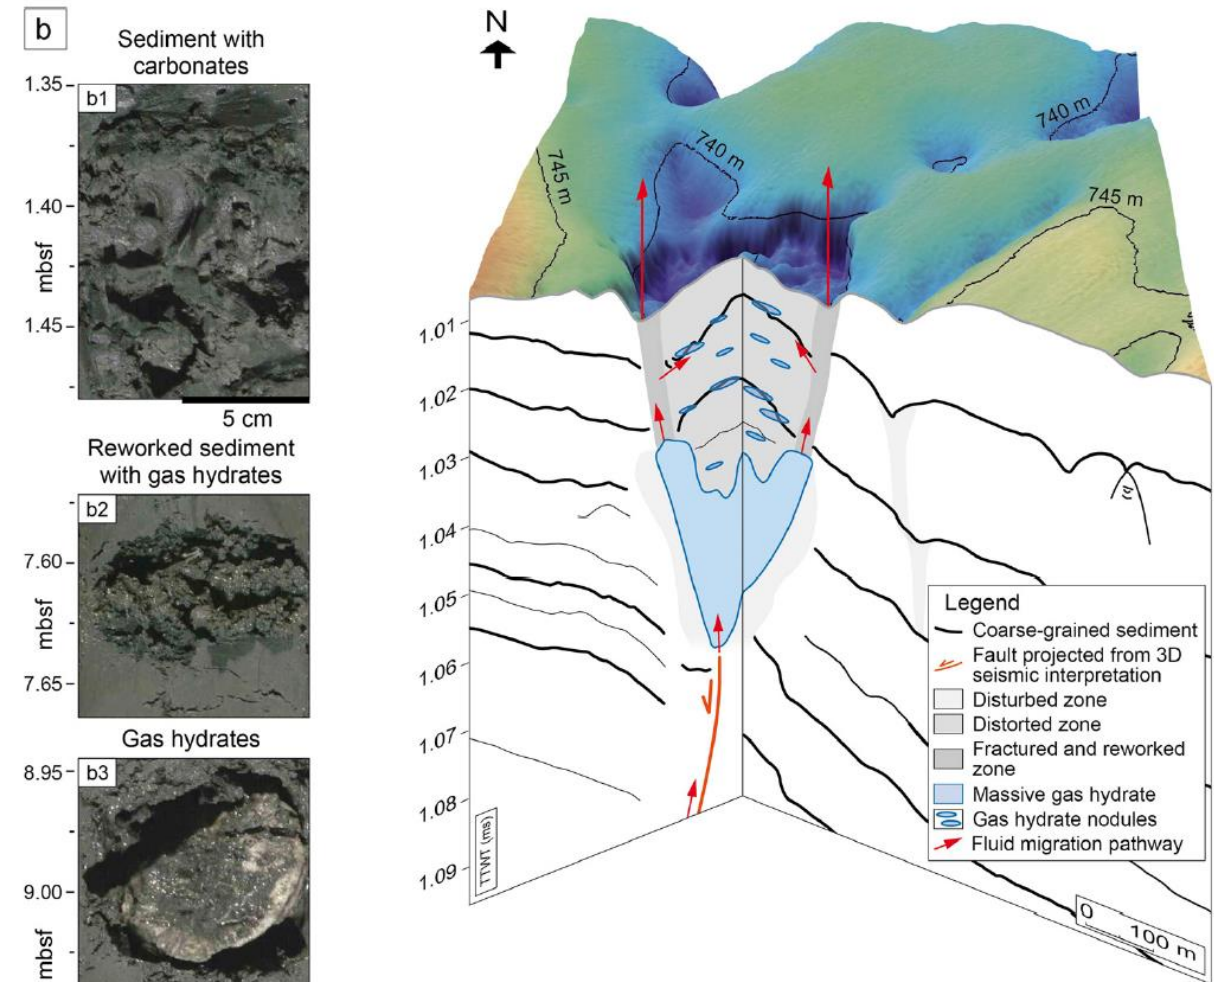 b
Sediment with
carbonates
1.35
b1
1.40
mbsf
1.45
5 cm
Reworked sediment
with gas hydrates
b2
7.60
mbsf
7.65
Gas hydrates
8.95
b3
9.00
mbsf
N
745 m
740 m
740 m
745 m
1.01
1.02
1.03
1.04
1.05
1.06
1.07
1.08
1.09
TTWT (ms)
Legend
Coarse-grained sediment
Fault projected from 3D
seismic interpretation
Disturbed zone
Distorted zone
Fractured and reworked
zone
Massive gas hydrate
Gas hydrate nodules
Fluid migration pathway
0
100 m